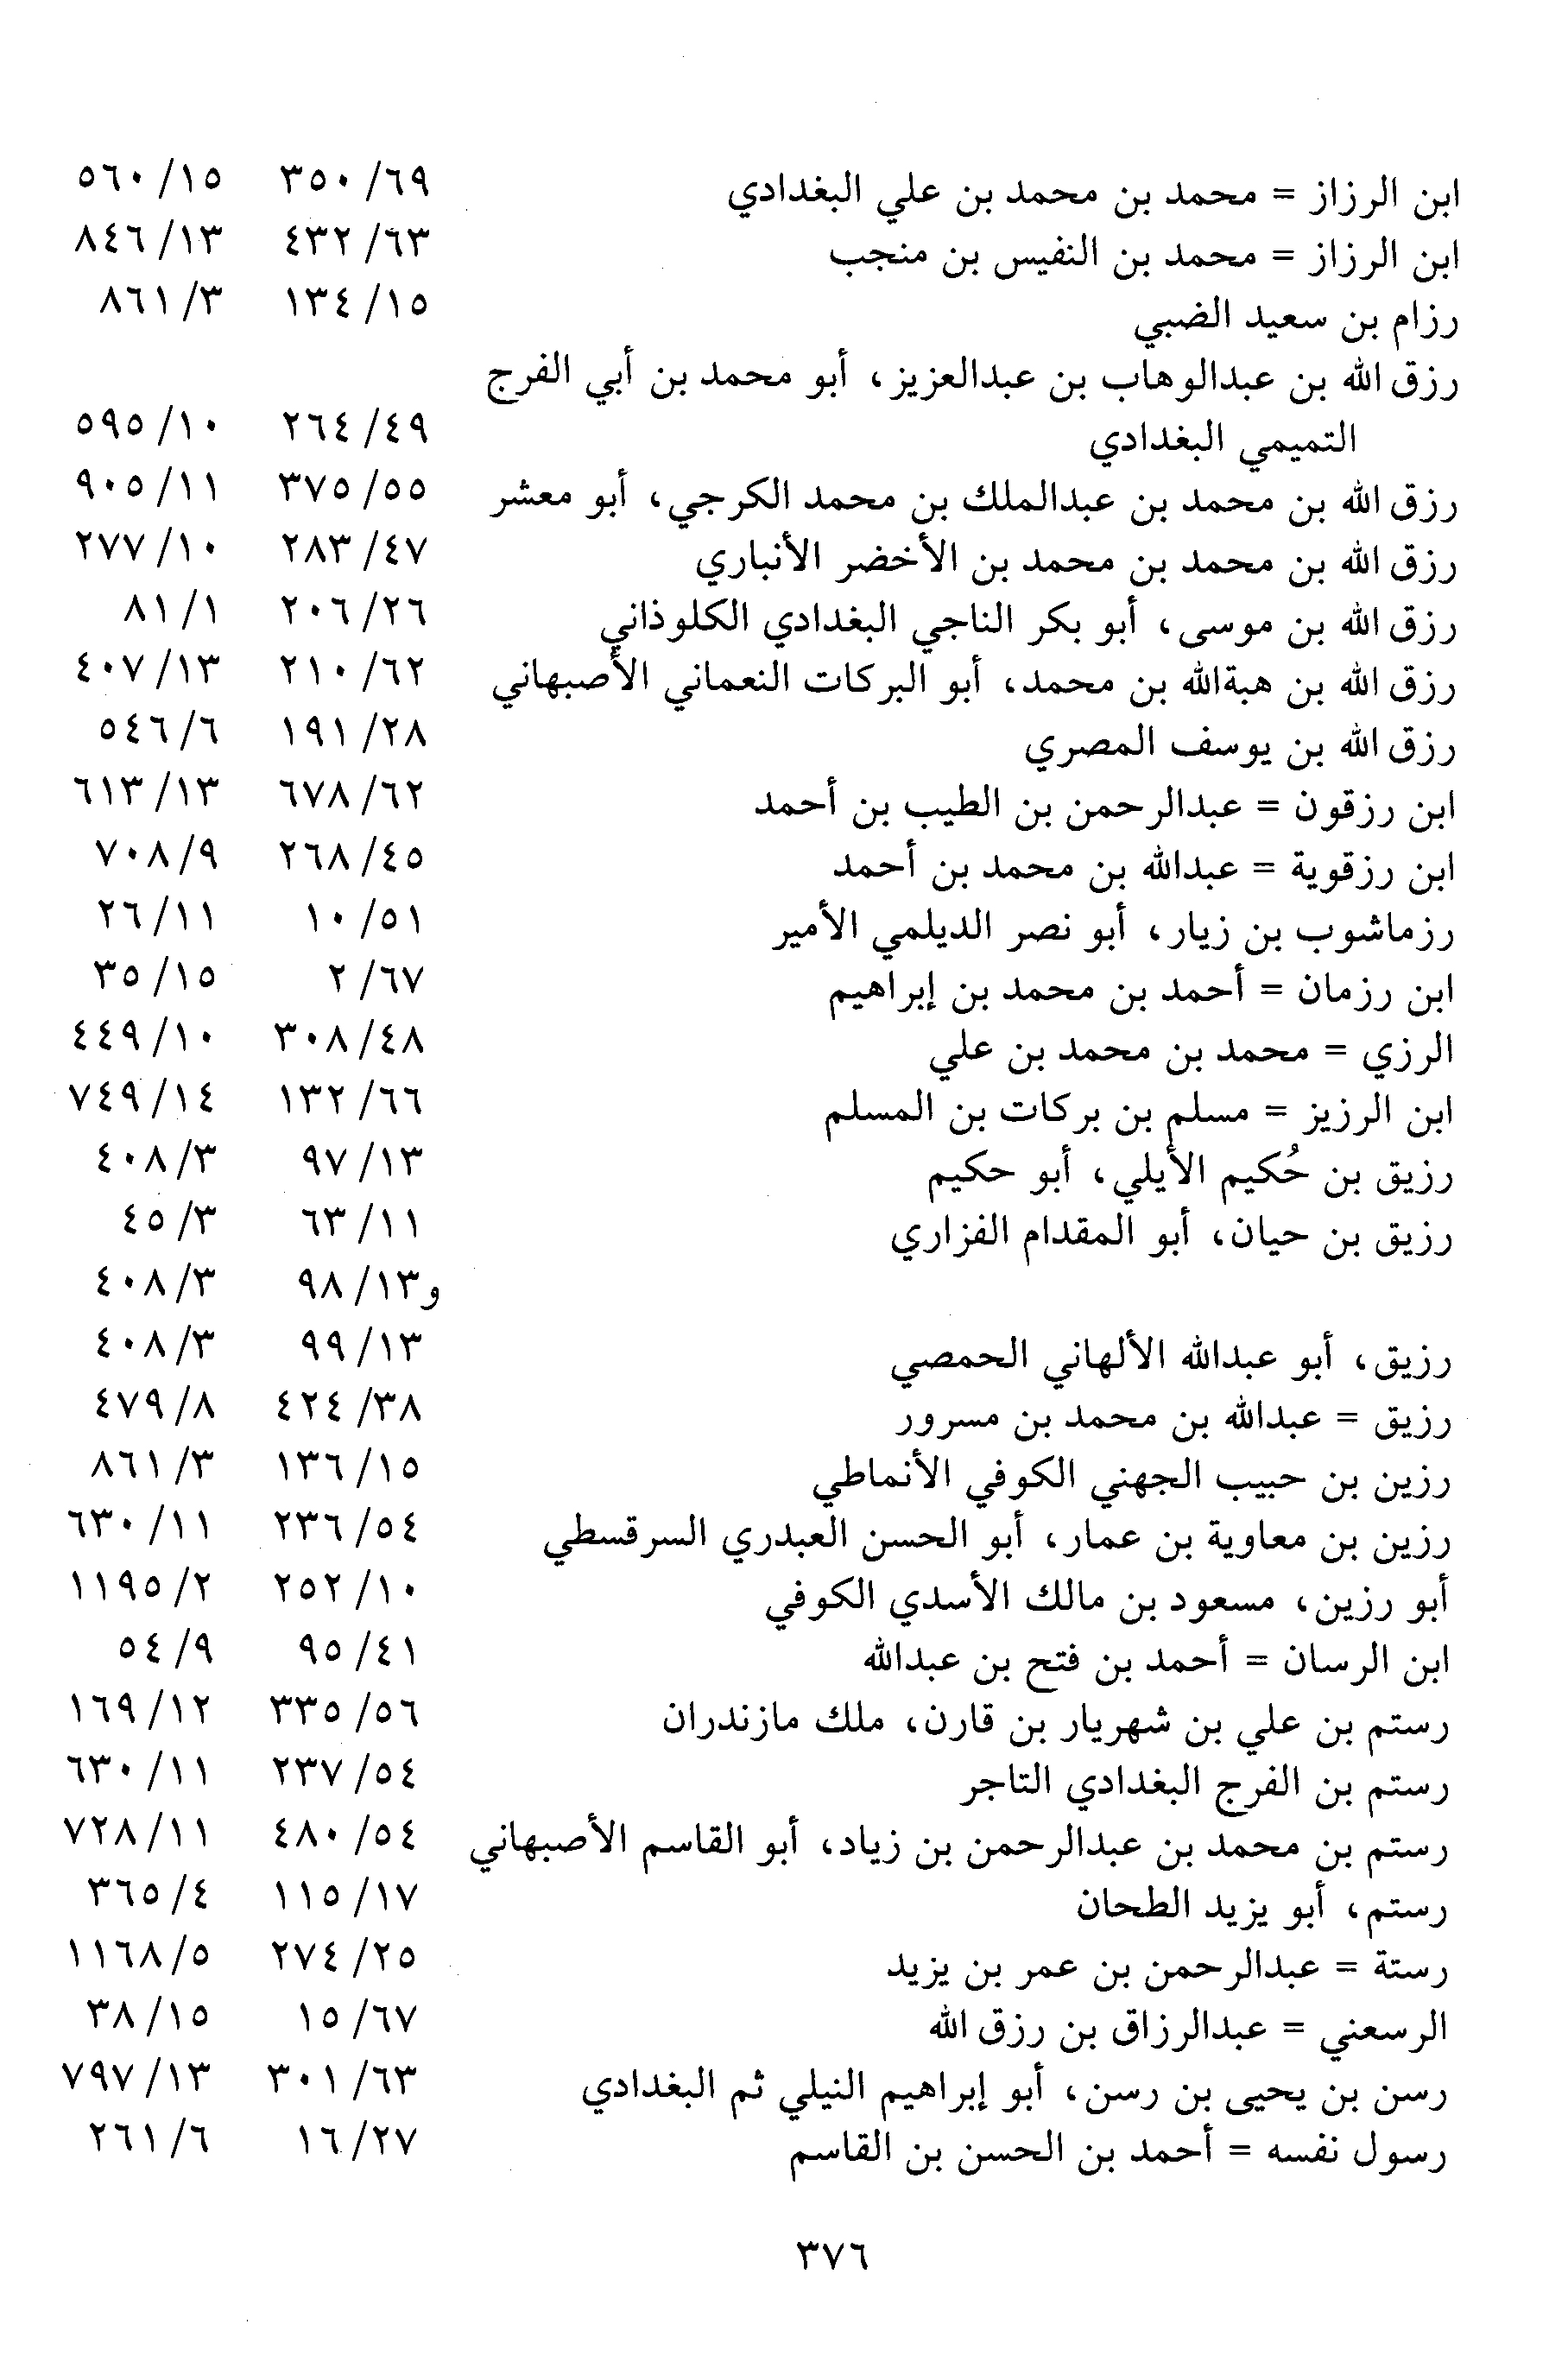 ابن الرزاز = محمد بن محمد بن علي البغدادي ٦٩/ ٣٥٠ ١٥/ ٥٦٠
ابن الرزاز = محمد بن النفيس بن منجب ٦٣/ ٤٣٢ ١٣/ ٨٤٦
رزام بن سعيد الضبي ١٥/ ١٣٤ ٣/ ٨٦١
رزق الله بن عبدالوهاب بن عبدالعزيز، أبو محمد بن أبي الفرج
التميمي البغدادي ٤٩/ ٢٦٤ ١٠/ ٥٩٥
رزق الله بن محمد بن عبدالملك بن محمد الكرجي، أبو معشر ٥٥/ ٣٧٥ ١١/ ٩٠٥
رزق الله بن محمد بن محمد بن الأخضر الأنباري ٤٧/ ٢٨٣ ١٠/ ٢٧٧
رزق الله بن موسى، أبو بكر الناجي البغدادي الكلوذاني ٢٦/ ٢٠٦ ١/ ٨١
رزق الله بن هبةالله بن محمد، أبو البركات النعماني الأصبهاني ٦٢/ ٢١٠ ١٣/ ٤٠٧
رزق الله بن يوسف المصري ٢٨/ ١٩١ ٦/ ٥٤٦
ابن رزقون = عبدالرحمن بن الطيب بن أحمد ٦٢/ ٦٧٨ ١٣/ ٦١٣
ابن رزقوية = عبدالله بن محمد بن أحمد ٤٥/ ٢٦٨ ٩/ ٧٠٨
رزماشوب بن زيار، أبو نصر الديلمي الأمير ٥١/ ١٠ ١١/ ٢٦
ابن رزمان = أحمد بن محمد بن إبراهيم ٦٧/ ٢ ١٥/ ٣٥
الرزي = محمد بن محمد بن علي ٤٨/ ٣٠٨ ١٠/ ٤٤٩
ابن الرزيز = مسلم بن بركات بن المسلم ٦٦/ ١٣٢ ١٤/ ٧٤٩
رزيق بن حُكيم الأيلي، أبو حكيم ١٣/ ٩٧ ٣/ ٤٠٨
رزيق بن حيان، أبو المقدام الفزاري ١١/ ٦٣ ٣/ ٤٥
و١٣/ ٩٨ ٣/ ٤٠٨
رزيق، أبو عبدالله الألهاني الحمصي ١٣/ ٩٩ ٣/ ٤٠٨
رزيق = عبدالله بن محمد بن مسرور ٣٨/ ٤٢٤ ٨/ ٤٧٩
رزين بن حبيب الجهني الكوفي الأنماطي ١٥/ ١٣٦ ٣/ ٨٦١
رزين بن معاوية بن عمار، أبو الحسن العبدري السرقسطي ٥٤/ ٢٣٦ ١١/ ٦٣٠
أبو رزين، مسعود بن مالك الأسدي الكوفي ١٠/ ٢٥٢ ٢/ ١١٩٥
ابن الرسان = أحمد بن فتح بن عبدالله ٤١/ ٩٥ ٩/ ٥٤
رستم بن علي بن شهريار بن قارن، ملك مازندران ٥٦/ ٣٣٥ ١٢/ ١٦٩
رستم بن الفرج البغدادي التاجر ٥٤/ ٢٣٧ ١١/ ٦٣٠
رستم بن محمد بن عبدالرحمن بن زياد، أبو القاسم الأصبهاني ٥٤/ ٤٨٠ ١١/ ٧٢٨
رستم، أبو يزيد الطحان ١٧/ ١١٥ ٤/ ٣٦٥
رستة = عبدالرحمن بن عمر بن يزيد ٢٥/ ٢٧٤ ٥/ ١١٦٨
الرسعني = عبدالرزاق بن رزق الله ٦٧/ ١٥ ١٥/ ٣٨
رسن بن يحيى بن رسن، أبو إبراهيم النيلي ثم البغدادي ٦٣/ ٣٠١ ١٣/ ٧٩٧
رسول نفسه = أحمد بن الحسن بن القاسم ٢٧/ ١٦ ٦/ ٢٦١
٣٧٦